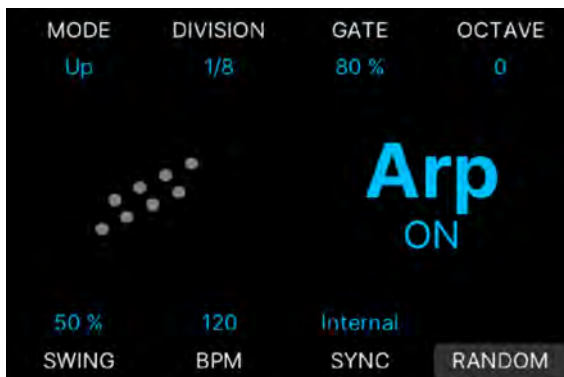 MODE DIVISION GATE OCTAVE
Up 1/8 80 % 0
Arp
ON
50 % 120 Internal
SWING BPM SYNC RANDOM